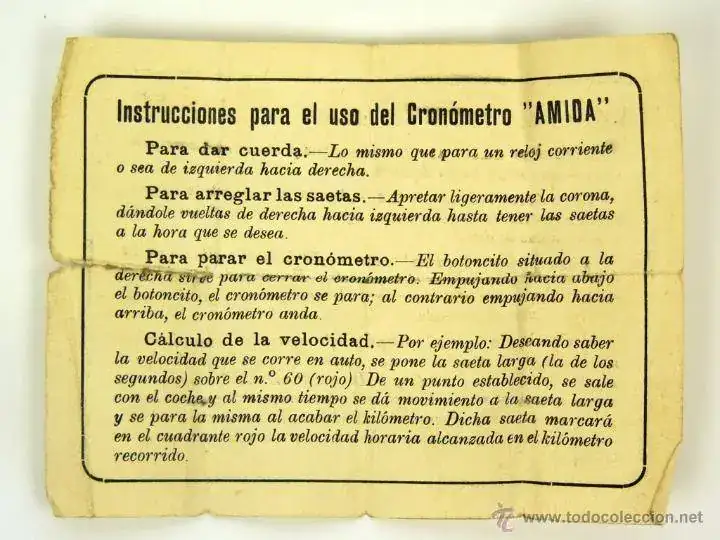 Instrucciones para el uso del Cronómetro "AMIDA"
Para dar cuerda.—Lo mismo que para un reloj corriente
o sea de izquierda hacia derecha.
Para arreglar las saetas.—Apretar ligeramente la corona,
dándole vueltas de derecha hacia izquierda hasta tener las saetas
a la hora que se desea.
Para parar el cronómetro.—El botoncito situado a la
derecha sirve para cerrar el cronómetro. Empujando hacia abajo
el botoncito, el cronómetro se para; al contrario empujando hacia
arriba, el cronómetro anda.
Cálculo de la velocidad.—Por ejemplo: Deseando saber
la velocidad que se corre en auto, se pone la saeta larga (la de los
segundos) sobre el n.º 60 (rojo) De un punto establecido, se sale
con el coche y al mismo tiempo se dá movimiento a la saeta larga
y se para la misma al acabar el kilómetro. Dicha saeta marcará
en el cuadrante rojo la velocidad horaria alcanzada en el kilómetro
recorrido.
www.todocoleccion.net